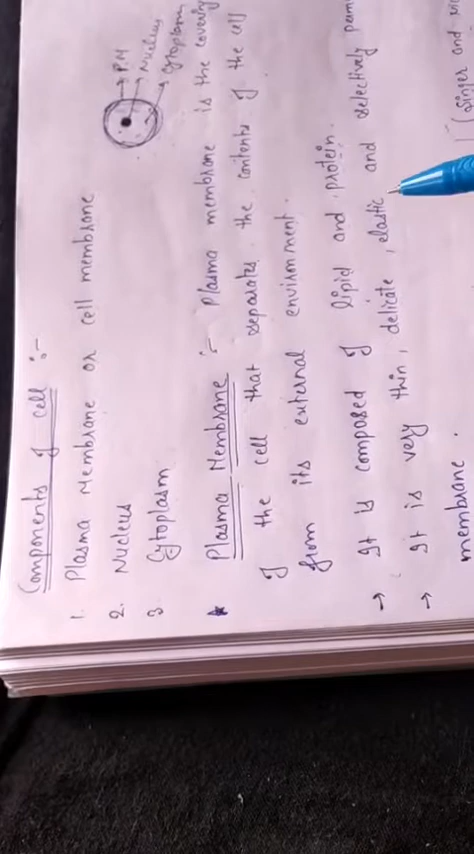 Components of cell :-
1. Plasma Membrane or cell membrane
2. Nucleus
3. Cytoplasm
→ PM
→ Nucleus
→ Cytoplasm
* Plasma Membrane :- Plasma membrane is the covering
of the cell that separates the contents of the cell
from its external environment.
→ It is composed of lipid and protein.
→ It is very thin, delicate, elastic and selectively
membrane.
(Singer and